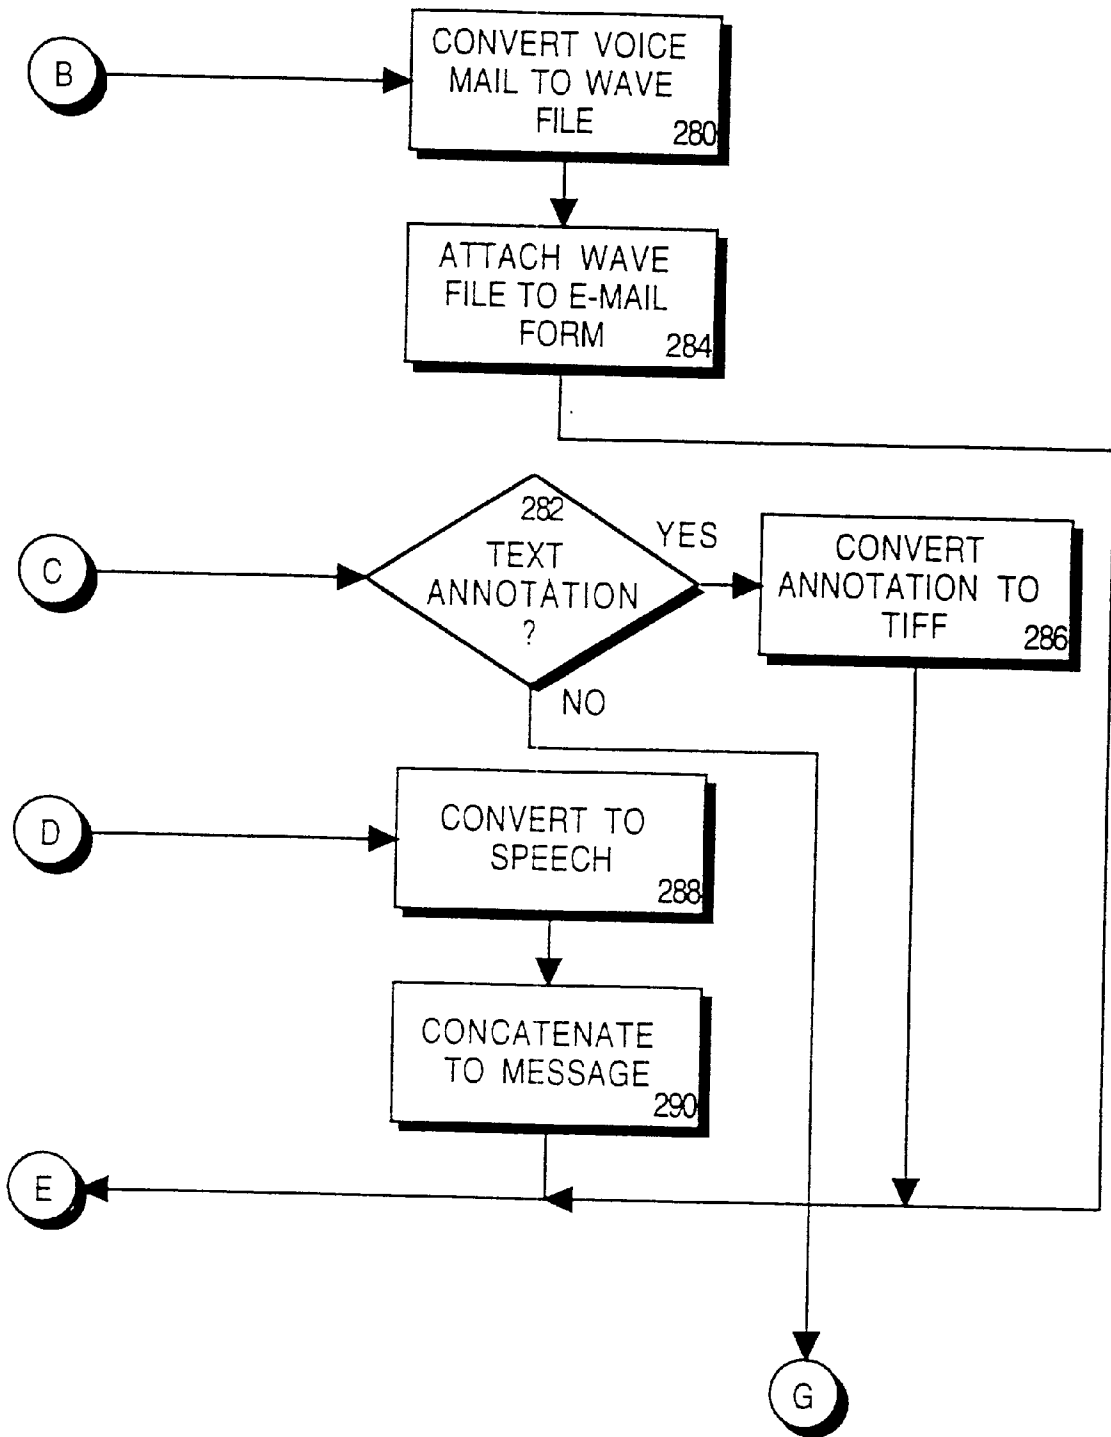 B
CONVERT VOICE
MAIL TO WAVE
FILE
280
ATTACH WAVE
FILE TO E-MAIL
FORM
284
C
282
TEXT
ANNOTATION
?
YES
NO
CONVERT
ANNOTATION TO
TIFF
286
D
CONVERT TO
SPEECH
288
CONCATENATE
TO MESSAGE
290
E
G